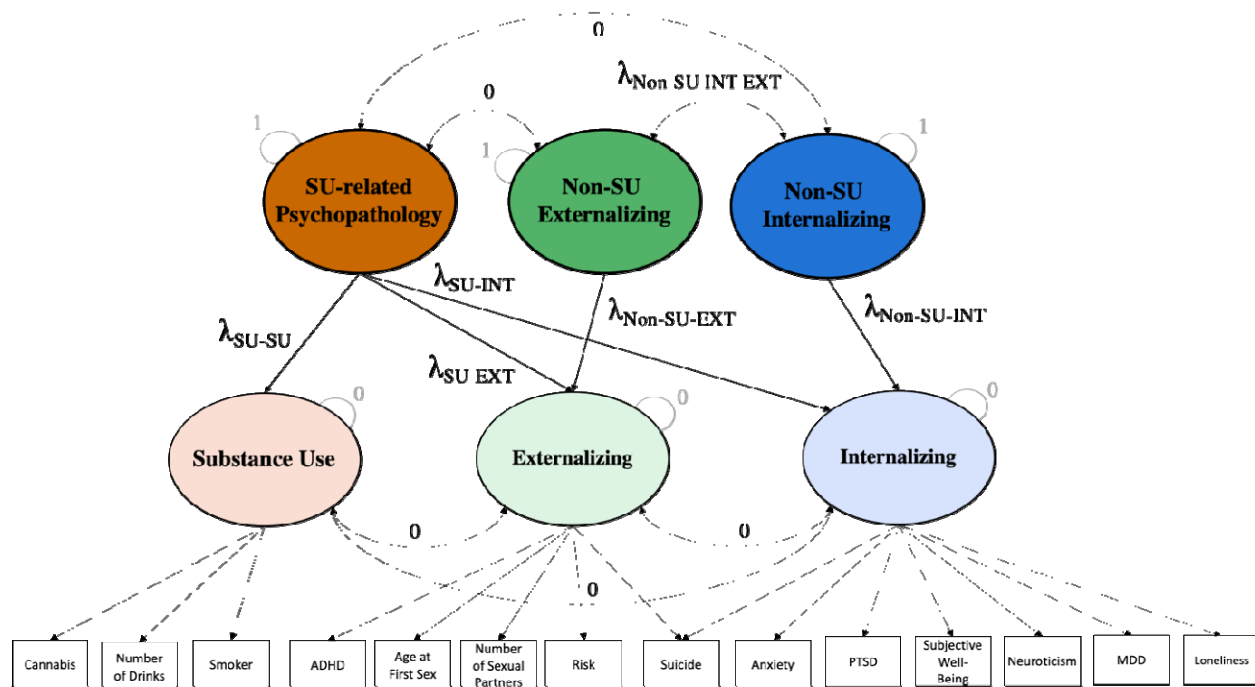 0
λNon SU INT EXT
0
1
1
1
SU-related
Psychopathology
Non-SU
Externalizing
Non-SU
Internalizing
λSU-INT
λNon-SU-EXT
λNon-SU-INT
λSU-SU
λSU EXT
0
0
0
Substance Use
Externalizing
Internalizing
0
0
0
Cannabis
Number
of Drinks
Smoker
ADHD
Age at
First Sex
Number
of Sexual
Partners
Risk
Suicide
Anxiety
PTSD
Subjective
Well-
Being
Neuroticism
MDD
Loneliness